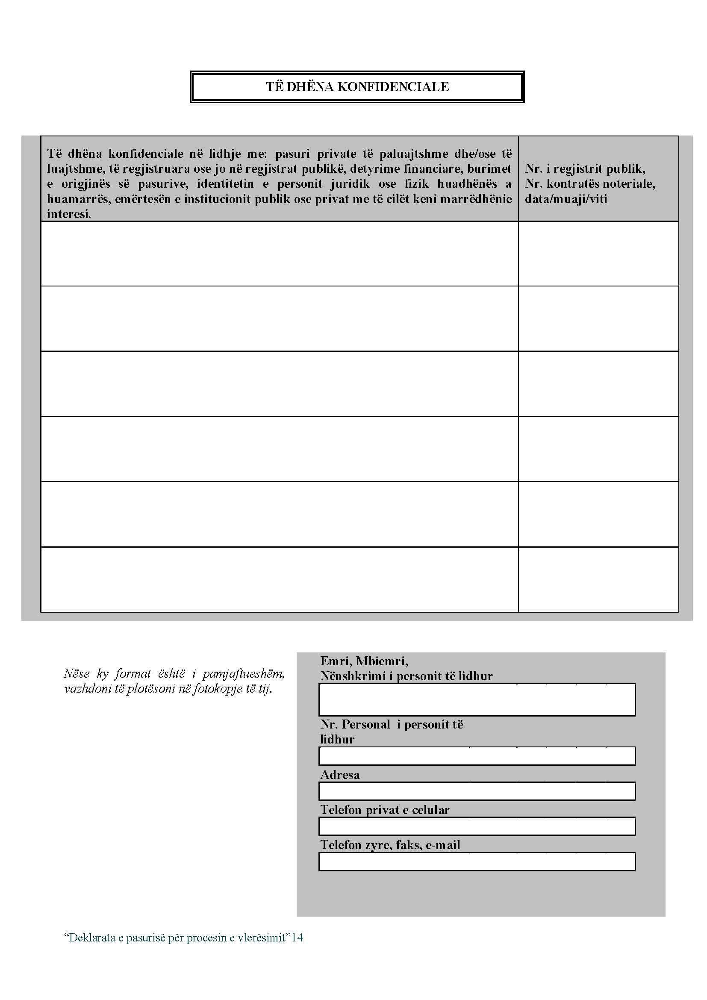 TË DHËNA KONFIDENCIALE
Të dhëna konfidenciale në lidhje me: pasuri private të paluajtshme dhe/ose të
luajtshme, të regjistruara ose jo në regjistrat publikë, detyrime financiare, burimet
e origjinës së pasurive, identitetin e personit juridik ose fizik huadhënës a
huamarrës, emërtesën e institucionit publik ose privat me të cilët keni marrëdhënie
interesi.
Nr. i regjistrit publik,
Nr. kontratës noteriale,
data/muaji/viti
Nëse ky format është i pamjaftueshëm,
vazhdoni të plotësoni në fotokopje të tij.
Emri, Mbiemri,
Nënshkrimi i personit të lidhur
Nr. Personal i personit të
lidhur
Adresa
Telefon privat e celular
Telefon zyre, faks, e-mail
“Deklarata e pasurisë për procesin e vlerësimit”14